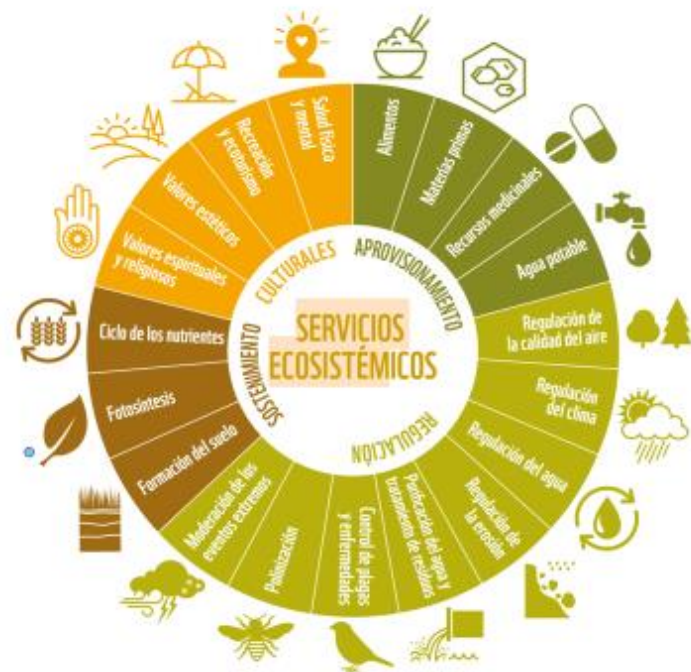 SERVICIOS
ECOSISTÉMICOS
CULTURALES
APROVISIONAMIENTO
REGULACIÓN
SOSTENIMIENTO
Alimentos
Materias primas
Recursos medicinales
Agua potable
Regulación de
la calidad del aire
Regulación
del clima
Regulación del agua
Regulación de
la erosión
Purificación del agua y
tratamiento de residuos
Control de plagas
y enfermedades
Polinización
Moderación de los
eventos extremos
Formación del suelo
Fotosíntesis
Ciclo de los nutrientes
Valores espirituales
y religiosos
Valores estéticos
Recreación
y ecoturismo
Salud física
y mental